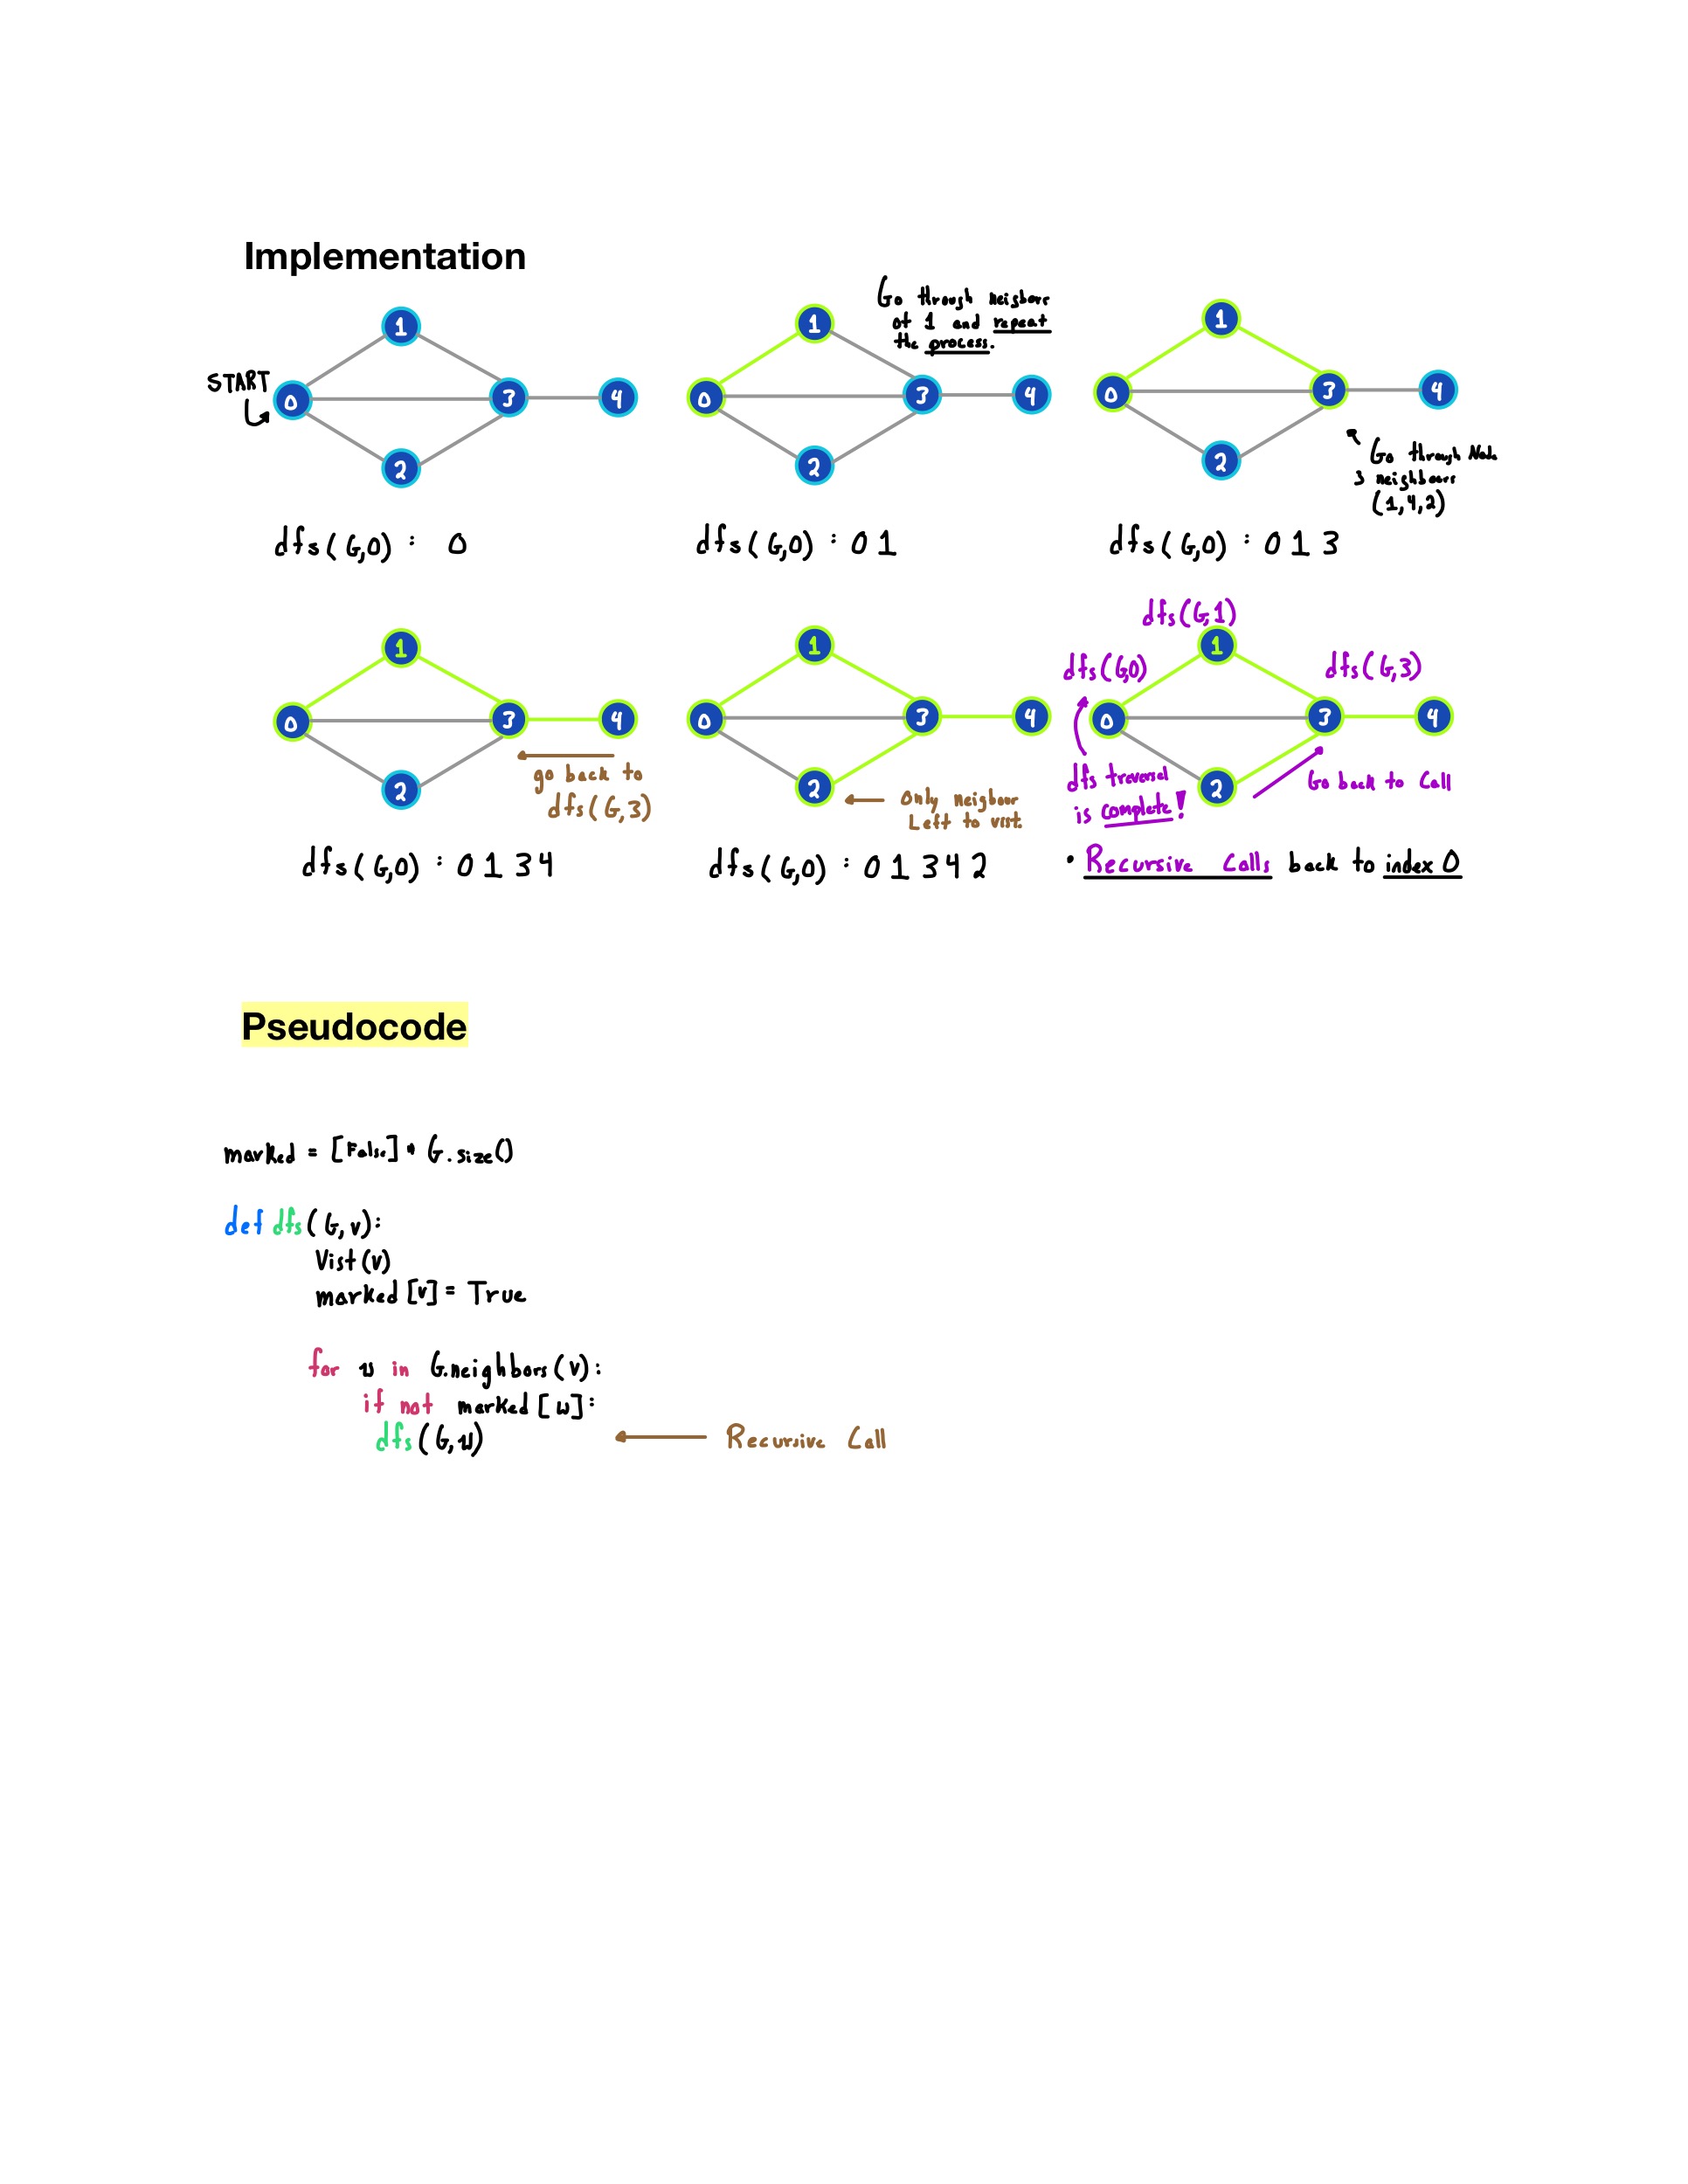 Implementation
START
0
1
2
3
4
dfs(G,0) : 0
Go through neigbors
of 1 and repeat
the process.
0
1
2
3
4
dfs(G,0) : 0 1
0
1
2
3
4
Go through Node
3 neighbours
(1,4,2)
dfs(G,0) : 0 1 3
0
1
2
3
4
go back to
dfs(G,3)
dfs(G,0) : 0 1 3 4
0
1
2
3
4
Only Neigbour
Left to vist.
dfs(G,0) : 0 1 3 4 2
dfs(G,1)
dfs(G,0)
dfs(G,3)
0
1
2
3
4
dfs traversal
is complete!
Go back to Call
• Recursive Calls back to index 0
Pseudocode
marked = [False] * G.size()
def dfs(G,v):
Vist(v)
marked[v] = True
for w in G.neighbors(v):
if not marked[w]:
dfs(G,w)
Recursive Call